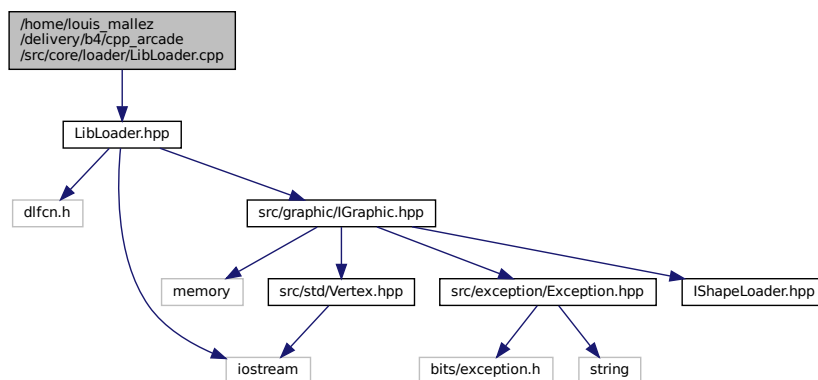 /home/louis_mallez
/delivery/b4/cpp_arcade
/src/core/loader/LibLoader.cpp
LibLoader.hpp
dlfcn.h
src/graphic/IGraphic.hpp
memory
src/std/Vertex.hpp
src/exception/Exception.hpp
IShapeLoader.hpp
iostream
bits/exception.h
string